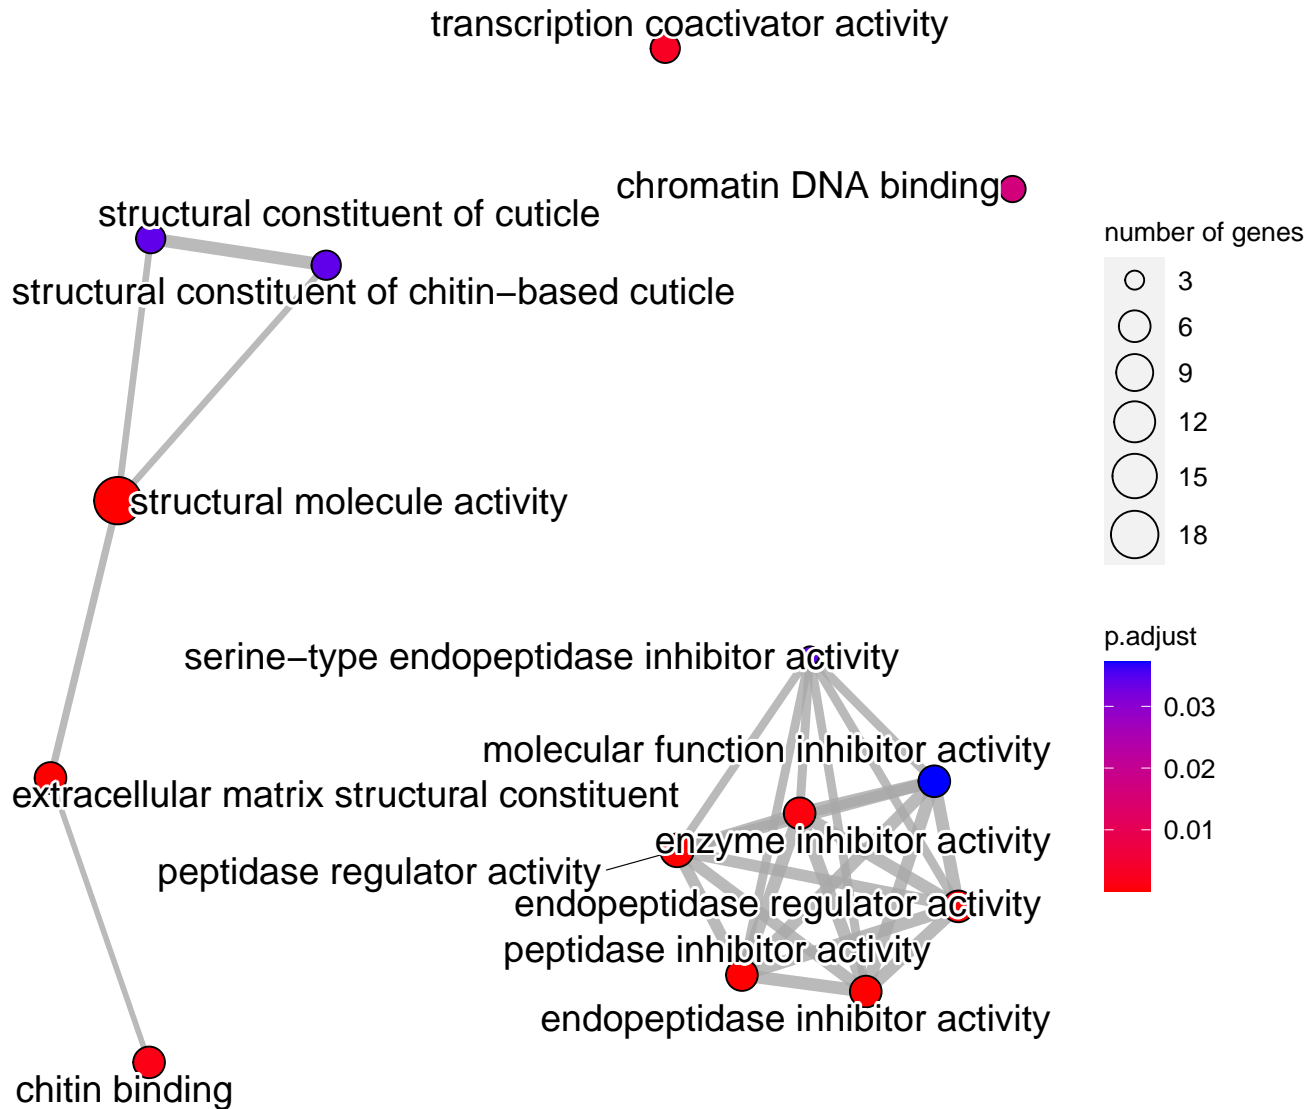 transcription coactivator activity
chromatin DNA binding
structural constituent of cuticle
structural constituent of chitin−based cuticle
structural molecule activity
serine−type endopeptidase inhibitor activity
molecular function inhibitor activity
extracellular matrix structural constituent
enzyme inhibitor activity
peptidase regulator activity
endopeptidase regulator activity
peptidase inhibitor activity
endopeptidase inhibitor activity
chitin binding
number of genes
3
6
9
12
15
18
p.adjust
0.03
0.02
0.01